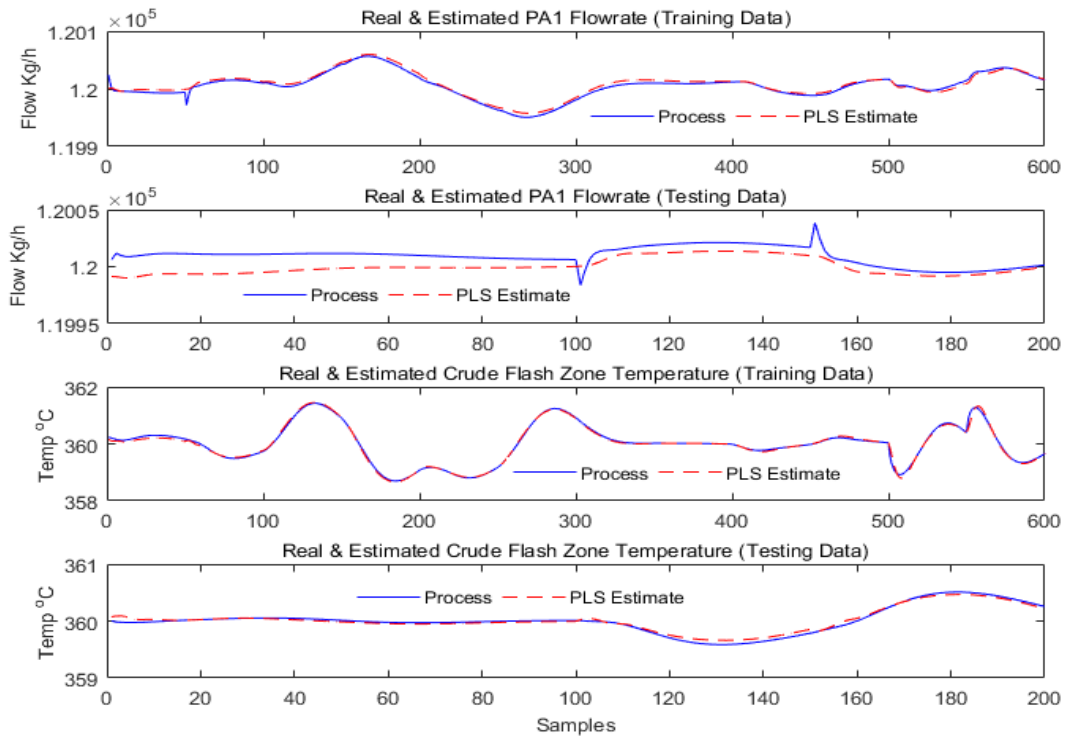 Real & Estimated PA1 Flowrate (Training Data)
× 10^5
1.201
1.2
1.199
Flow Kg/h
Process
PLS Estimate
0 100 200 300 400 500 600
Real & Estimated PA1 Flowrate (Testing Data)
× 10^5
1.2005
1.2
1.1995
Flow Kg/h
Process
PLS Estimate
0 20 40 60 80 100 120 140 160 180 200
Real & Estimated Crude Flash Zone Temperature (Training Data)
362
360
358
Temp °C
Process
PLS Estimate
0 100 200 300 400 500 600
Real & Estimated Crude Flash Zone Temperature (Testing Data)
361
360
359
Temp °C
Process
PLS Estimate
0 20 40 60 80 100 120 140 160 180 200
Samples